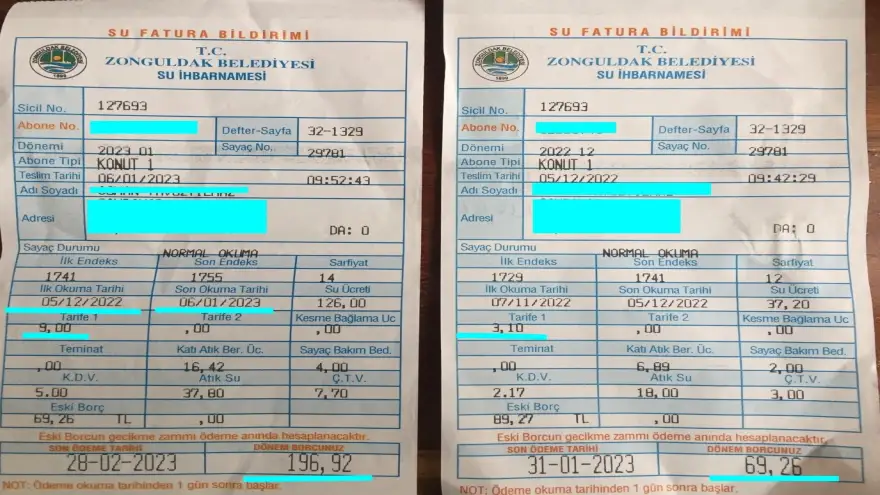 SU FATURA BİLDİRİMİ
T.C.
ZONGULDAK BELEDİYESİ
SU İHBARNAMESİ
Sicil No. 127693
Abone No. Defter-Sayfa 32-1329
Dönemi 2023 01 Sayaç No. 29781
Abone Tipi KONUT 1
Teslim Tarihi 06/01/2023 09:52:43
Adı Soyadı
Adresi
DA: 0
Sayaç Durumu NORMAL OKUMA
İlk Endeks Son Endeks Sarfiyat
1741 1755 14
İlk Okuma Tarihi Son Okuma Tarihi Su Ücreti
05/12/2022 06/01/2023 126,00
Tarife 1 Tarife 2 Kesme Bağlama Uc
9,00 ,00 ,00
Teminat Katı Atık Ber. Üc. Sayaç Bakım Bed.
,00 16,42 4,00
K.D.V. Atık Su Ç.T.V.
5.00 37,80 7,70
Eski Borç
69,26 TL ,00
Eski Borcun gecikme zammı ödeme anında hesaplanacaktır.
SON ÖDEME TARİHİ DÖNEM BORCUNUZ
28-02-2023 196,92
NOT: Ödeme okuma tarihinden 1 gün sonra başlar.
SU FATURA BİLDİRİMİ
T.C.
ZONGULDAK BELEDİYESİ
SU İHBARNAMESİ
Sicil No. 127693
Abone No. Defter-Sayfa 32-1329
Dönemi 2022 12 Sayaç No. 29781
Abone Tipi KONUT 1
Teslim Tarihi 05/12/2022 09:42:29
Adı Soyadı
Adresi
DA: 0
Sayaç Durumu NORMAL OKUMA
İlk Endeks Son Endeks Sarfiyat
1729 1741 12
İlk Okuma Tarihi Son Okuma Tarihi Su Ücreti
07/11/2022 05/12/2022 37,20
Tarife 1 Tarife 2 Kesme Bağlama Uc
3,10 ,00 ,00
Teminat Katı Atık Ber. Üc. Sayaç Bakım Bed.
,00 6,89 2,00
K.D.V. Atık Su Ç.T.V.
2.17 18,00 3,00
Eski Borç
89,27 TL ,00
Eski Borcun gecikme zammı ödeme anında hesaplanacaktır.
SON ÖDEME TARİHİ DÖNEM BORCUNUZ
31-01-2023 69,26
NOT: Ödeme okuma tarihinden 1 gün sonra başlar.